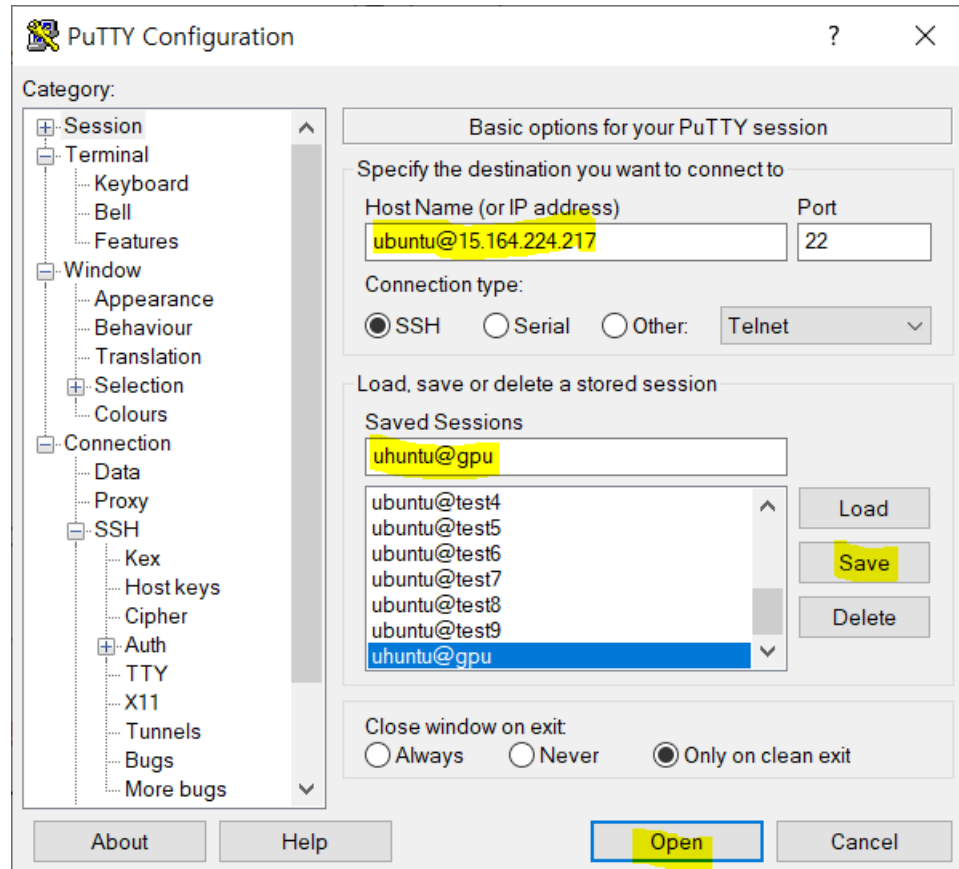 PuTTY Configuration
?
Category:
Session
Terminal
Keyboard
Bell
Features
Window
Appearance
Behaviour
Translation
Selection
Colours
Connection
Data
Proxy
SSH
Kex
Host keys
Cipher
Auth
TTY
X11
Tunnels
Bugs
More bugs
Basic options for your PuTTY session
Specify the destination you want to connect to
Host Name (or IP address) Port
ubuntu@15.164.224.217 22
Connection type:
SSH Serial Other: Telnet
Load, save or delete a stored session
Saved Sessions
uhuntu@gpu
ubuntu@test4
ubuntu@test5
ubuntu@test6
ubuntu@test7
ubuntu@test8
ubuntu@test9
uhuntu@gpu
Load
Save
Delete
Close window on exit:
Always Never Only on clean exit
About Help Open Cancel